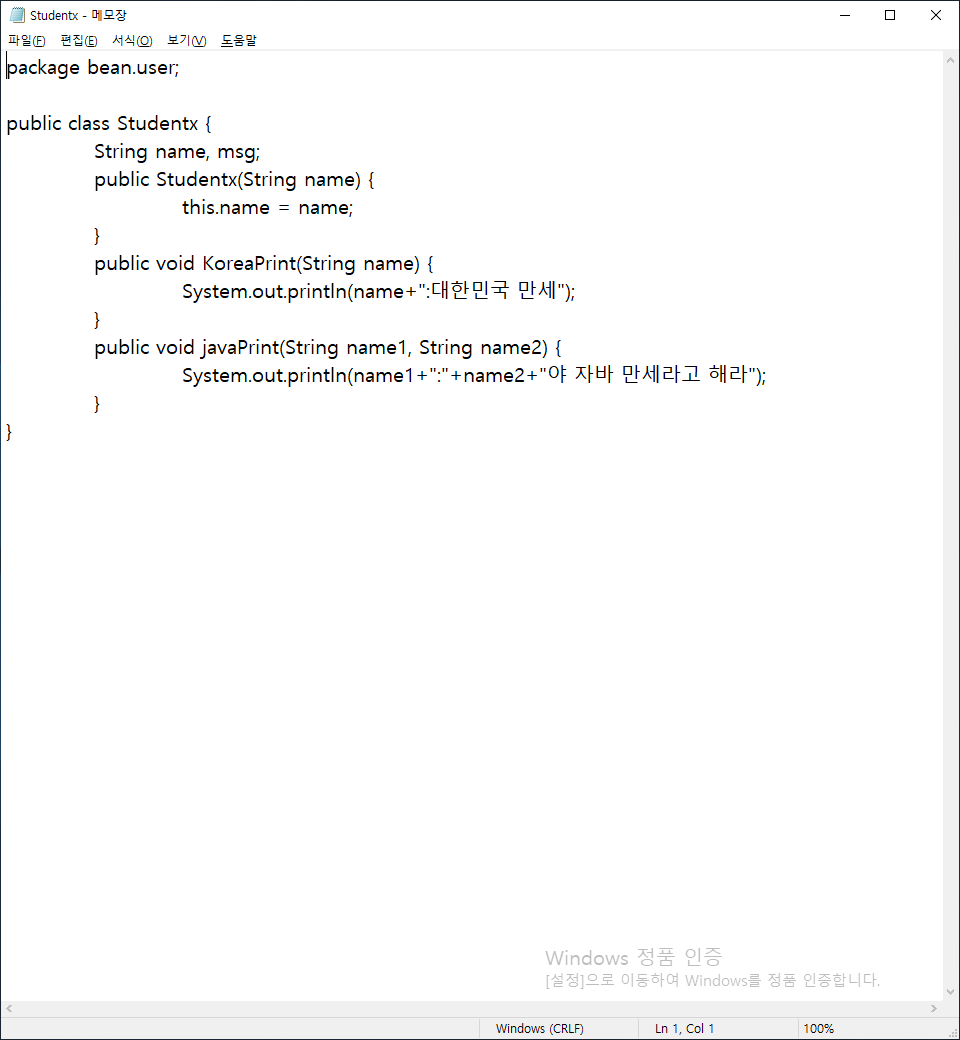 Studentx - 메모장
파일(F) 편집(E) 서식(O) 보기(V) 도움말
package bean.user;
public class Studentx {
String name, msg;
public Studentx(String name) {
this.name = name;
}
public void KoreaPrint(String name) {
System.out.println(name+":대한민국 만세");
}
public void javaPrint(String name1, String name2) {
System.out.println(name1+":"+name2+"야 자바 만세라고 해라");
}
}
Windows 정품 인증
[설정]으로 이동하여 Windows를 정품 인증합니다.
Windows (CRLF) Ln 1, Col 1 100%